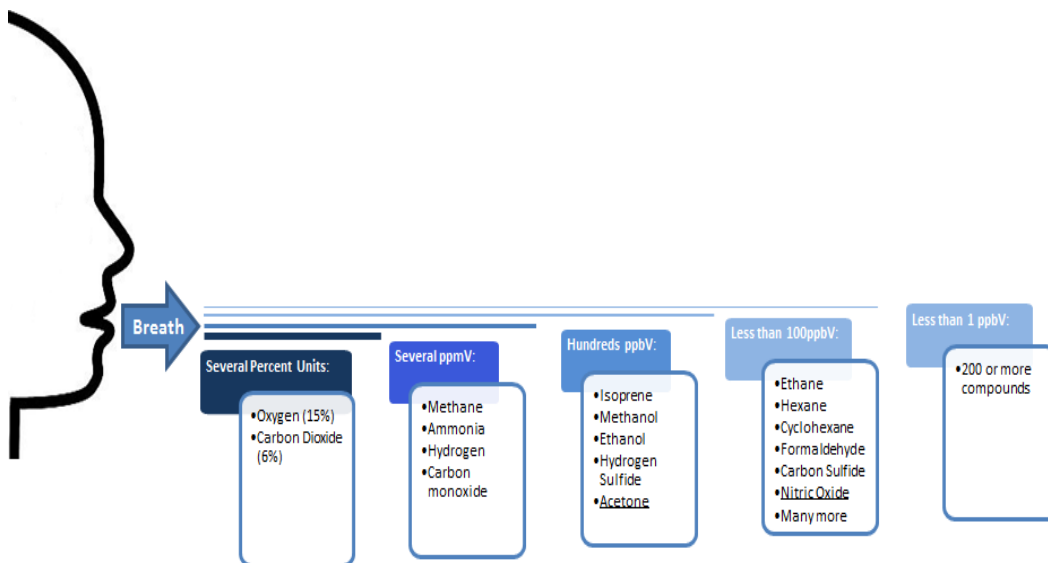 Breath
Several Percent Units:
•Oxygen (15%)
•Carbon Dioxide
(6%)
Several ppmV:
•Methane
•Ammonia
•Hydrogen
•Carbon
monoxide
Hundreds ppbV:
•Isoprene
•Methanol
•Ethanol
•Hydrogen
Sulfide
•Acetone
Less than 100ppbV:
•Ethane
•Hexane
•Cyclohexane
•Formaldehyde
•Carbon Sulfide
•Nitric Oxide
•Many more
Less than 1 ppbV:
•200 or more
compounds